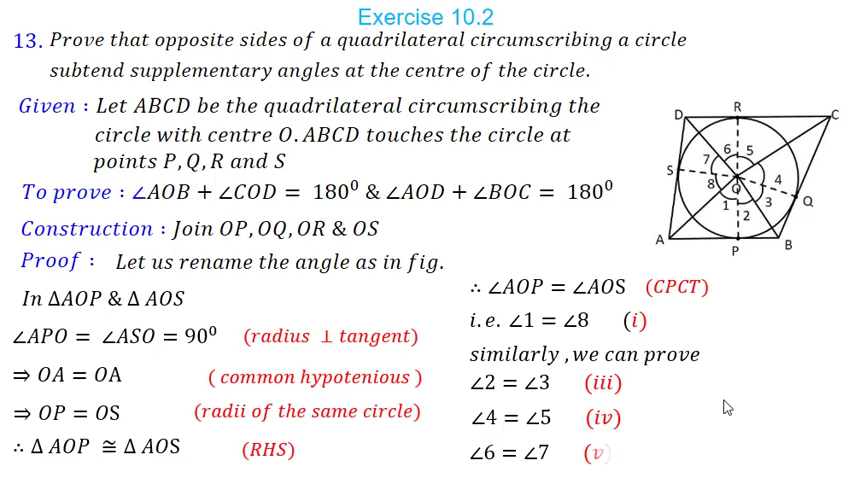 Exercise 10.2
13. Prove that opposite sides of a quadrilateral circumscribing a circle
subtend supplementary angles at the centre of the circle.
Given : Let ABCD be the quadrilateral circumscribing the
circle with centre O. ABCD touches the circle at
points P, Q, R and S
To prove : ∠AOB + ∠COD = 180⁰ & ∠AOD + ∠BOC = 180⁰
Construction : Join OP, OQ, OR & OS
Proof : Let us rename the angle as in fig.
In ΔAOP & Δ AOS
∠APO = ∠ASO = 90⁰ (radius ⊥ tangent)
⇒ OA = OA ( common hypotenious )
⇒ OP = OS (radii of the same circle)
∴ Δ AOP ≅ Δ AOS (RHS)
∴ ∠AOP = ∠AOS (CPCT)
i.e. ∠1 = ∠8 (i)
similarly , we can prove
∠2 = ∠3 (iii)
∠4 = ∠5 (iv)
∠6 = ∠7 (v)
D R C
6 5
7 4
S
8 O
1 3 Q
2
A P B